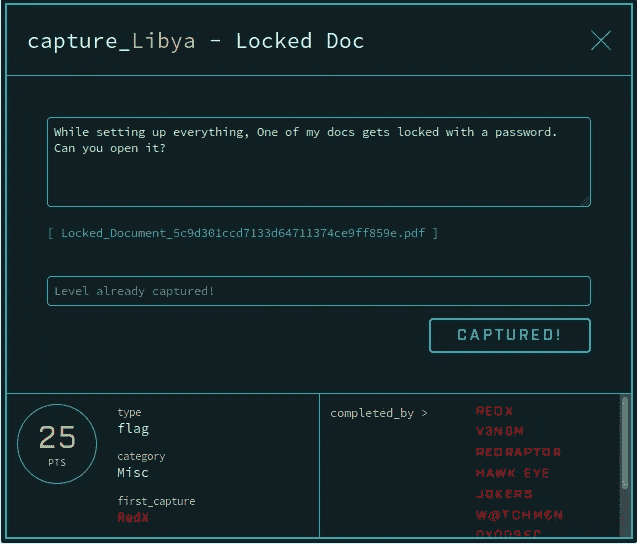 capture_Libya - Locked Doc
While setting up everything, One of my docs gets locked with a password.
Can you open it?
[ Locked_Document_5c9d301ccd7133d64711374ce9ff859e.pdf ]
Level already captured!
CAPTURED!
25
PTS
type
flag
category
Misc
first_capture
RedX
completed_by >
REDX
V3N0M
REDRAPTOR
HAWK EYE
JOKERS
W@TCHM3N